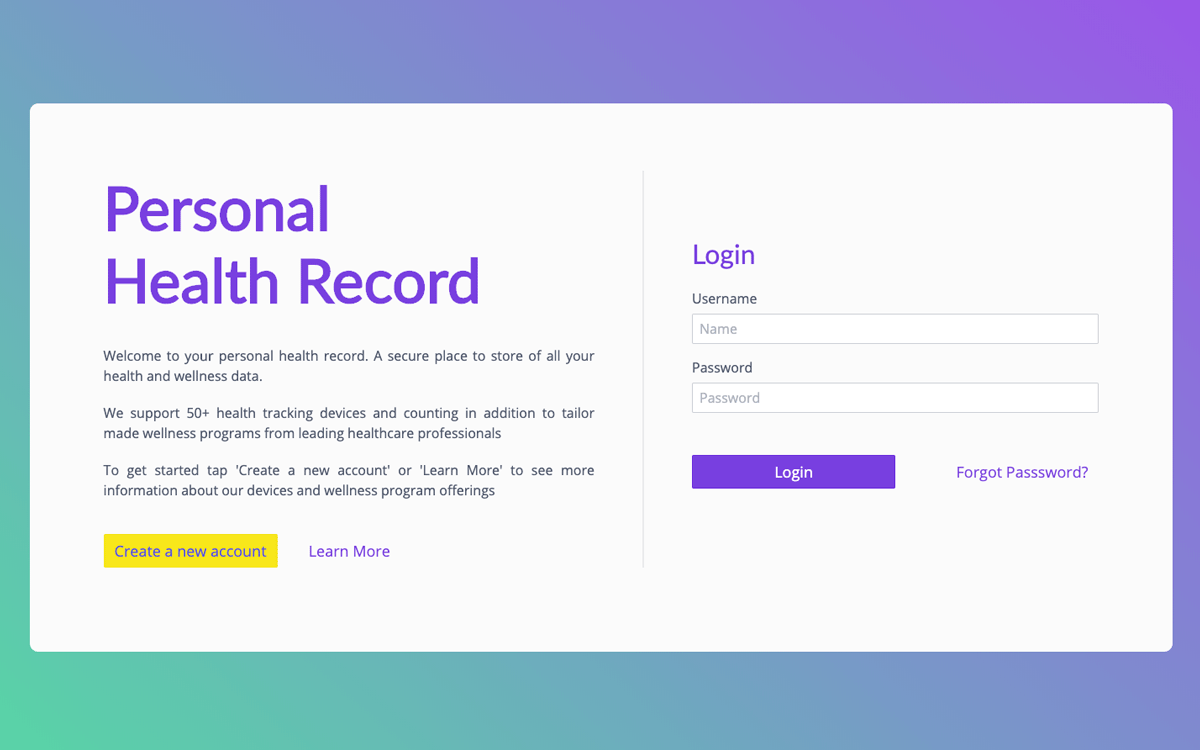 Personal
Health Record
Welcome to your personal health record. A secure place to store of all your
health and wellness data.
We support 50+ health tracking devices and counting in addition to tailor
made wellness programs from leading healthcare professionals
To get started tap 'Create a new account' or 'Learn More' to see more
information about our devices and wellness program offerings
Create a new account
Learn More
Login
Username
Name
Password
Password
Login
Forgot Passsword?